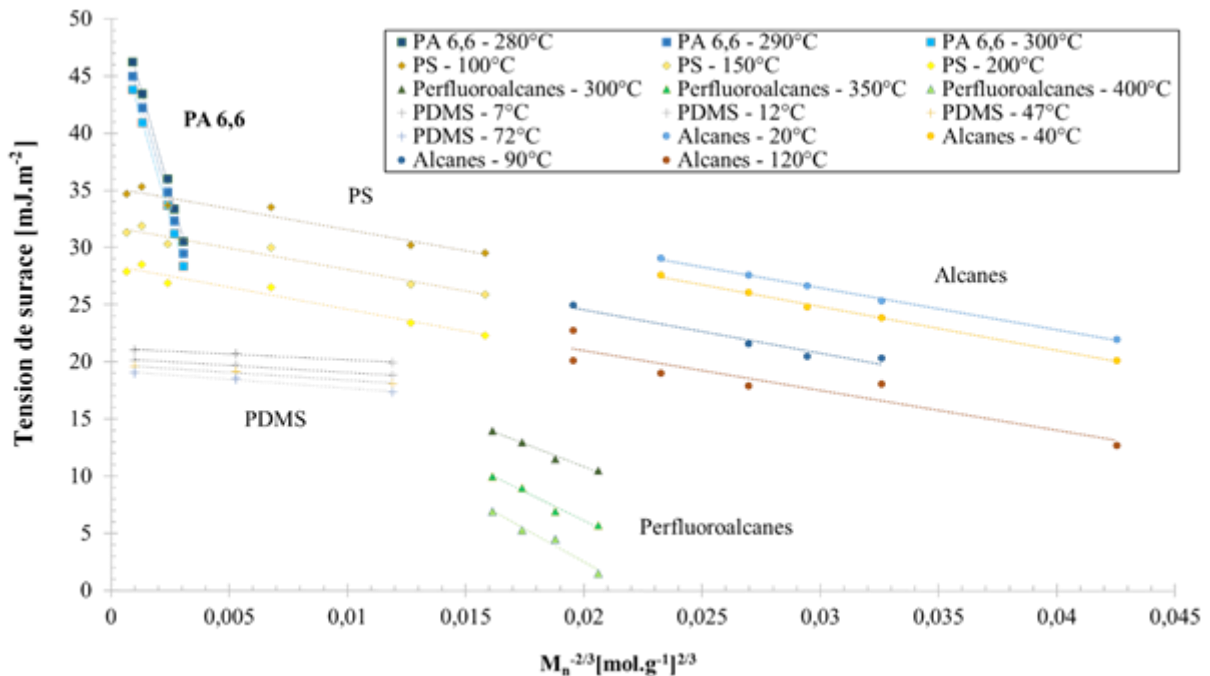 50
45
40
35
30
25
20
15
10
5
0
Tension de surace [mJ.m-2]
PA 6,6 - 280°C PA 6,6 - 290°C PA 6,6 - 300°C
PS - 100°C PS - 150°C PS - 200°C
Perfluoroalcanes - 300°C Perfluoroalcanes - 350°C Perfluoroalcanes - 400°C
PDMS - 7°C PDMS - 12°C PDMS - 47°C
PDMS - 72°C Alcanes - 20°C Alcanes - 40°C
Alcanes - 90°C Alcanes - 120°C
PA 6,6
PS
Alcanes
PDMS
Perfluoroalcanes
0 0,005 0,01 0,015 0,02 0,025 0,03 0,035 0,04 0,045
Mn-2/3[mol.g-1]2/3